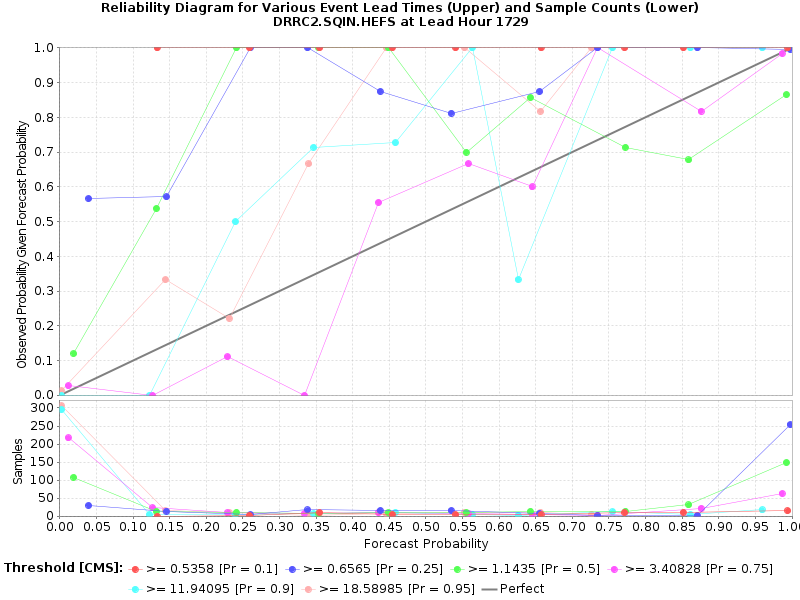 Reliability Diagram for Various Event Lead Times (Upper) and Sample Counts (Lower)
DRRC2.SQIN.HEFS at Lead Hour 1729
Observed Probability Given Forecast Probability
1.0
0.9
0.8
0.7
0.6
0.5
0.4
0.3
0.2
0.1
0.0
Samples
300
250
200
150
100
50
0
0.00 0.05 0.10 0.15 0.20 0.25 0.30 0.35 0.40 0.45 0.50 0.55 0.60 0.65 0.70 0.75 0.80 0.85 0.90 0.95 1.00
Forecast Probability
Threshold [CMS]: >= 0.5358 [Pr = 0.1] >= 0.6565 [Pr = 0.25] >= 1.1435 [Pr = 0.5] >= 3.40828 [Pr = 0.75]
>= 11.94095 [Pr = 0.9] >= 18.58985 [Pr = 0.95] Perfect